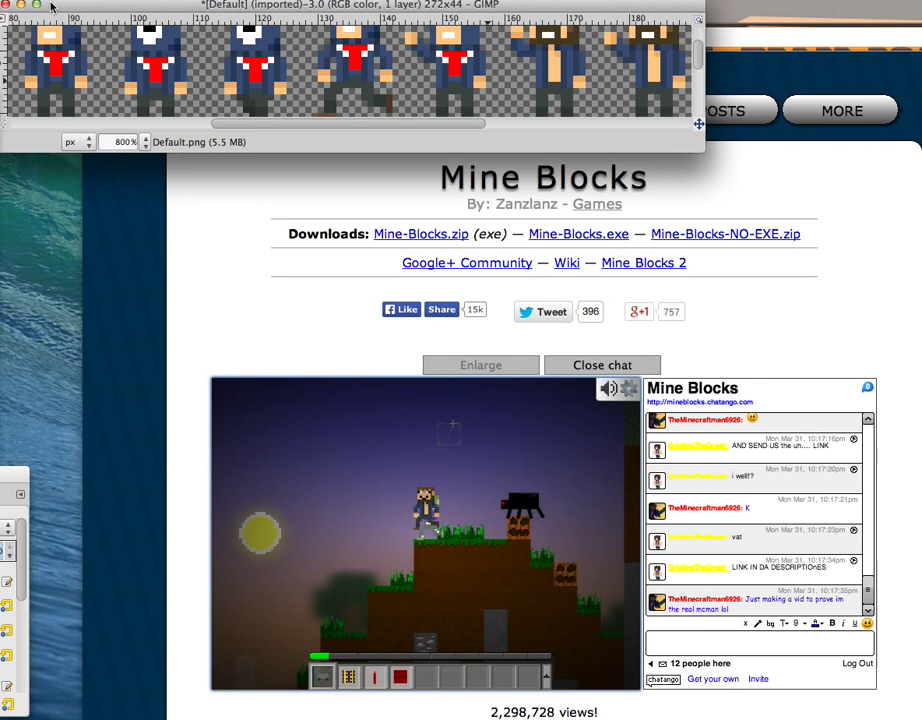 *[Default] (imported)-3.0 (RGB color, 1 layer) 272x44 – GIMP
80 90 100 110 120 130 140 150 160 170 180
px 800% Default.png (5.5 MB)
OSTS MORE
Mine Blocks
By: Zanzlanz - Games
Downloads: Mine-Blocks.zip (exe) — Mine-Blocks.exe — Mine-Blocks-NO-EXE.zip
Google+ Community — Wiki — Mine Blocks 2
Like Share 15k Tweet 396 g+1 757
Enlarge Close chat
Mine Blocks
http://mineblocks.chatango.com
TheMinecraftman6926:
Mon Mar 31, 10:17:16pm
AND SEND US the uh.... LINK
Mon Mar 31, 10:17:20pm
i well!?
Mon Mar 31, 10:17:21pm
TheMinecraftman6926: K
Mon Mar 31, 10:17:23pm
vat
Mon Mar 31, 10:17:34pm
LINK IN DA DESCRIPTIOnES
Mon Mar 31, 10:17:35pm
TheMinecraftman6926: Just making a vid to prove im
the real mcman lol
x bg T 9 A B i U
12 people here Log Out
chatango Get your own Invite
2,298,728 views!